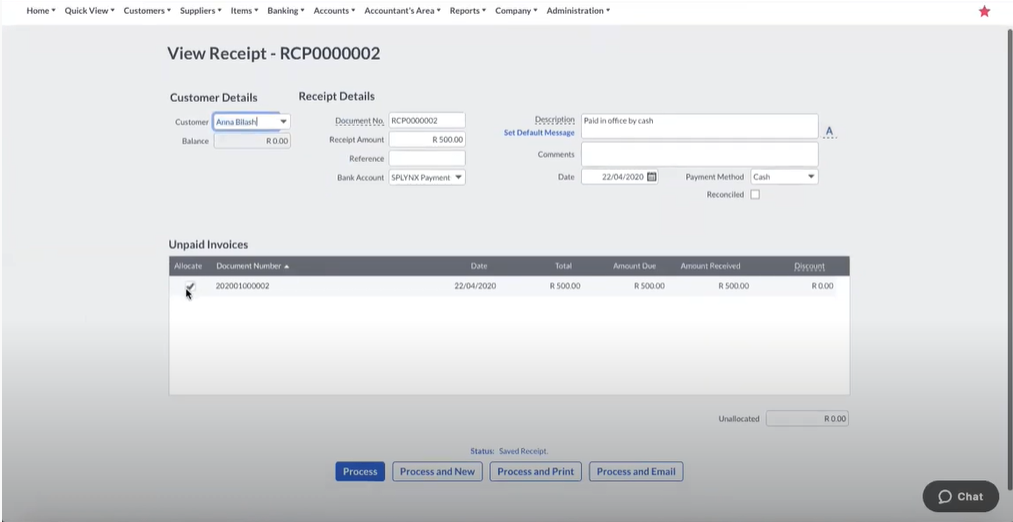 Home Quick View Customers Suppliers Items Banking Accounts Accountant's Area Reports Company Administration
View Receipt - RCP0000002
Customer Details
Receipt Details
Customer Anna Bilash
Balance R 0.00
Document No. RCP0000002
Receipt Amount R 500.00
Reference
Bank Account SPLYNX Payment
Description Paid in office by cash
Set Default Message
A
Comments
Date 22/04/2020 Payment Method Cash
Reconciled
Unpaid Invoices
Allocate Document Number Date Total Amount Due Amount Received Discount
202001000002 22/04/2020 R 500.00 R 500.00 R 500.00 R 0.00
Unallocated R 0.00
Status: Saved Receipt.
Process Process and New Process and Print Process and Email
Chat